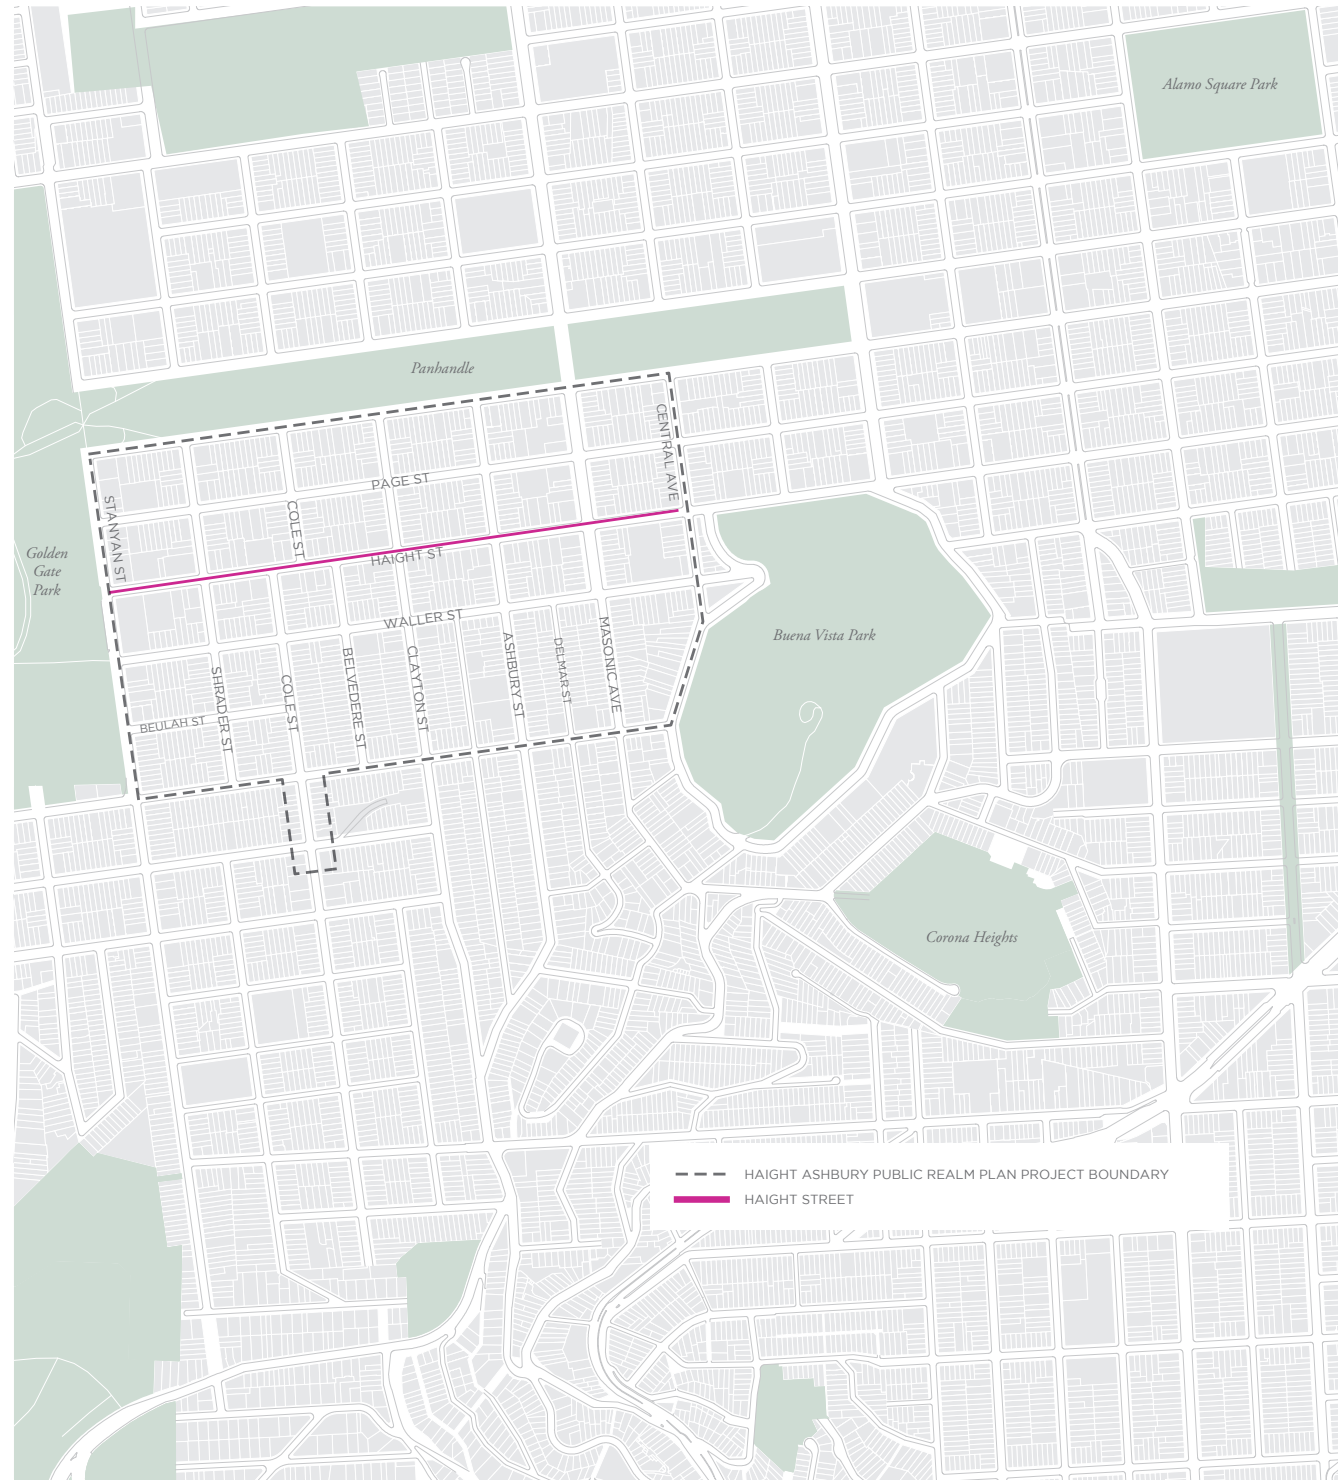 Alamo Square Park
Panhandle
CENTRAL AVE
PAGE ST
STANYAN ST
COLE ST
Golden
Gate
Park
HAIGHT ST
WALLER ST
Buena Vista Park
MASONIC AVE
ASHBURY ST
DELMAR ST
CLAYTON ST
BELVEDERE ST
SHRADER ST
COLE ST
BEULAH ST
Corona Heights
HAIGHT ASHBURY PUBLIC REALM PLAN PROJECT BOUNDARY
HAIGHT STREET